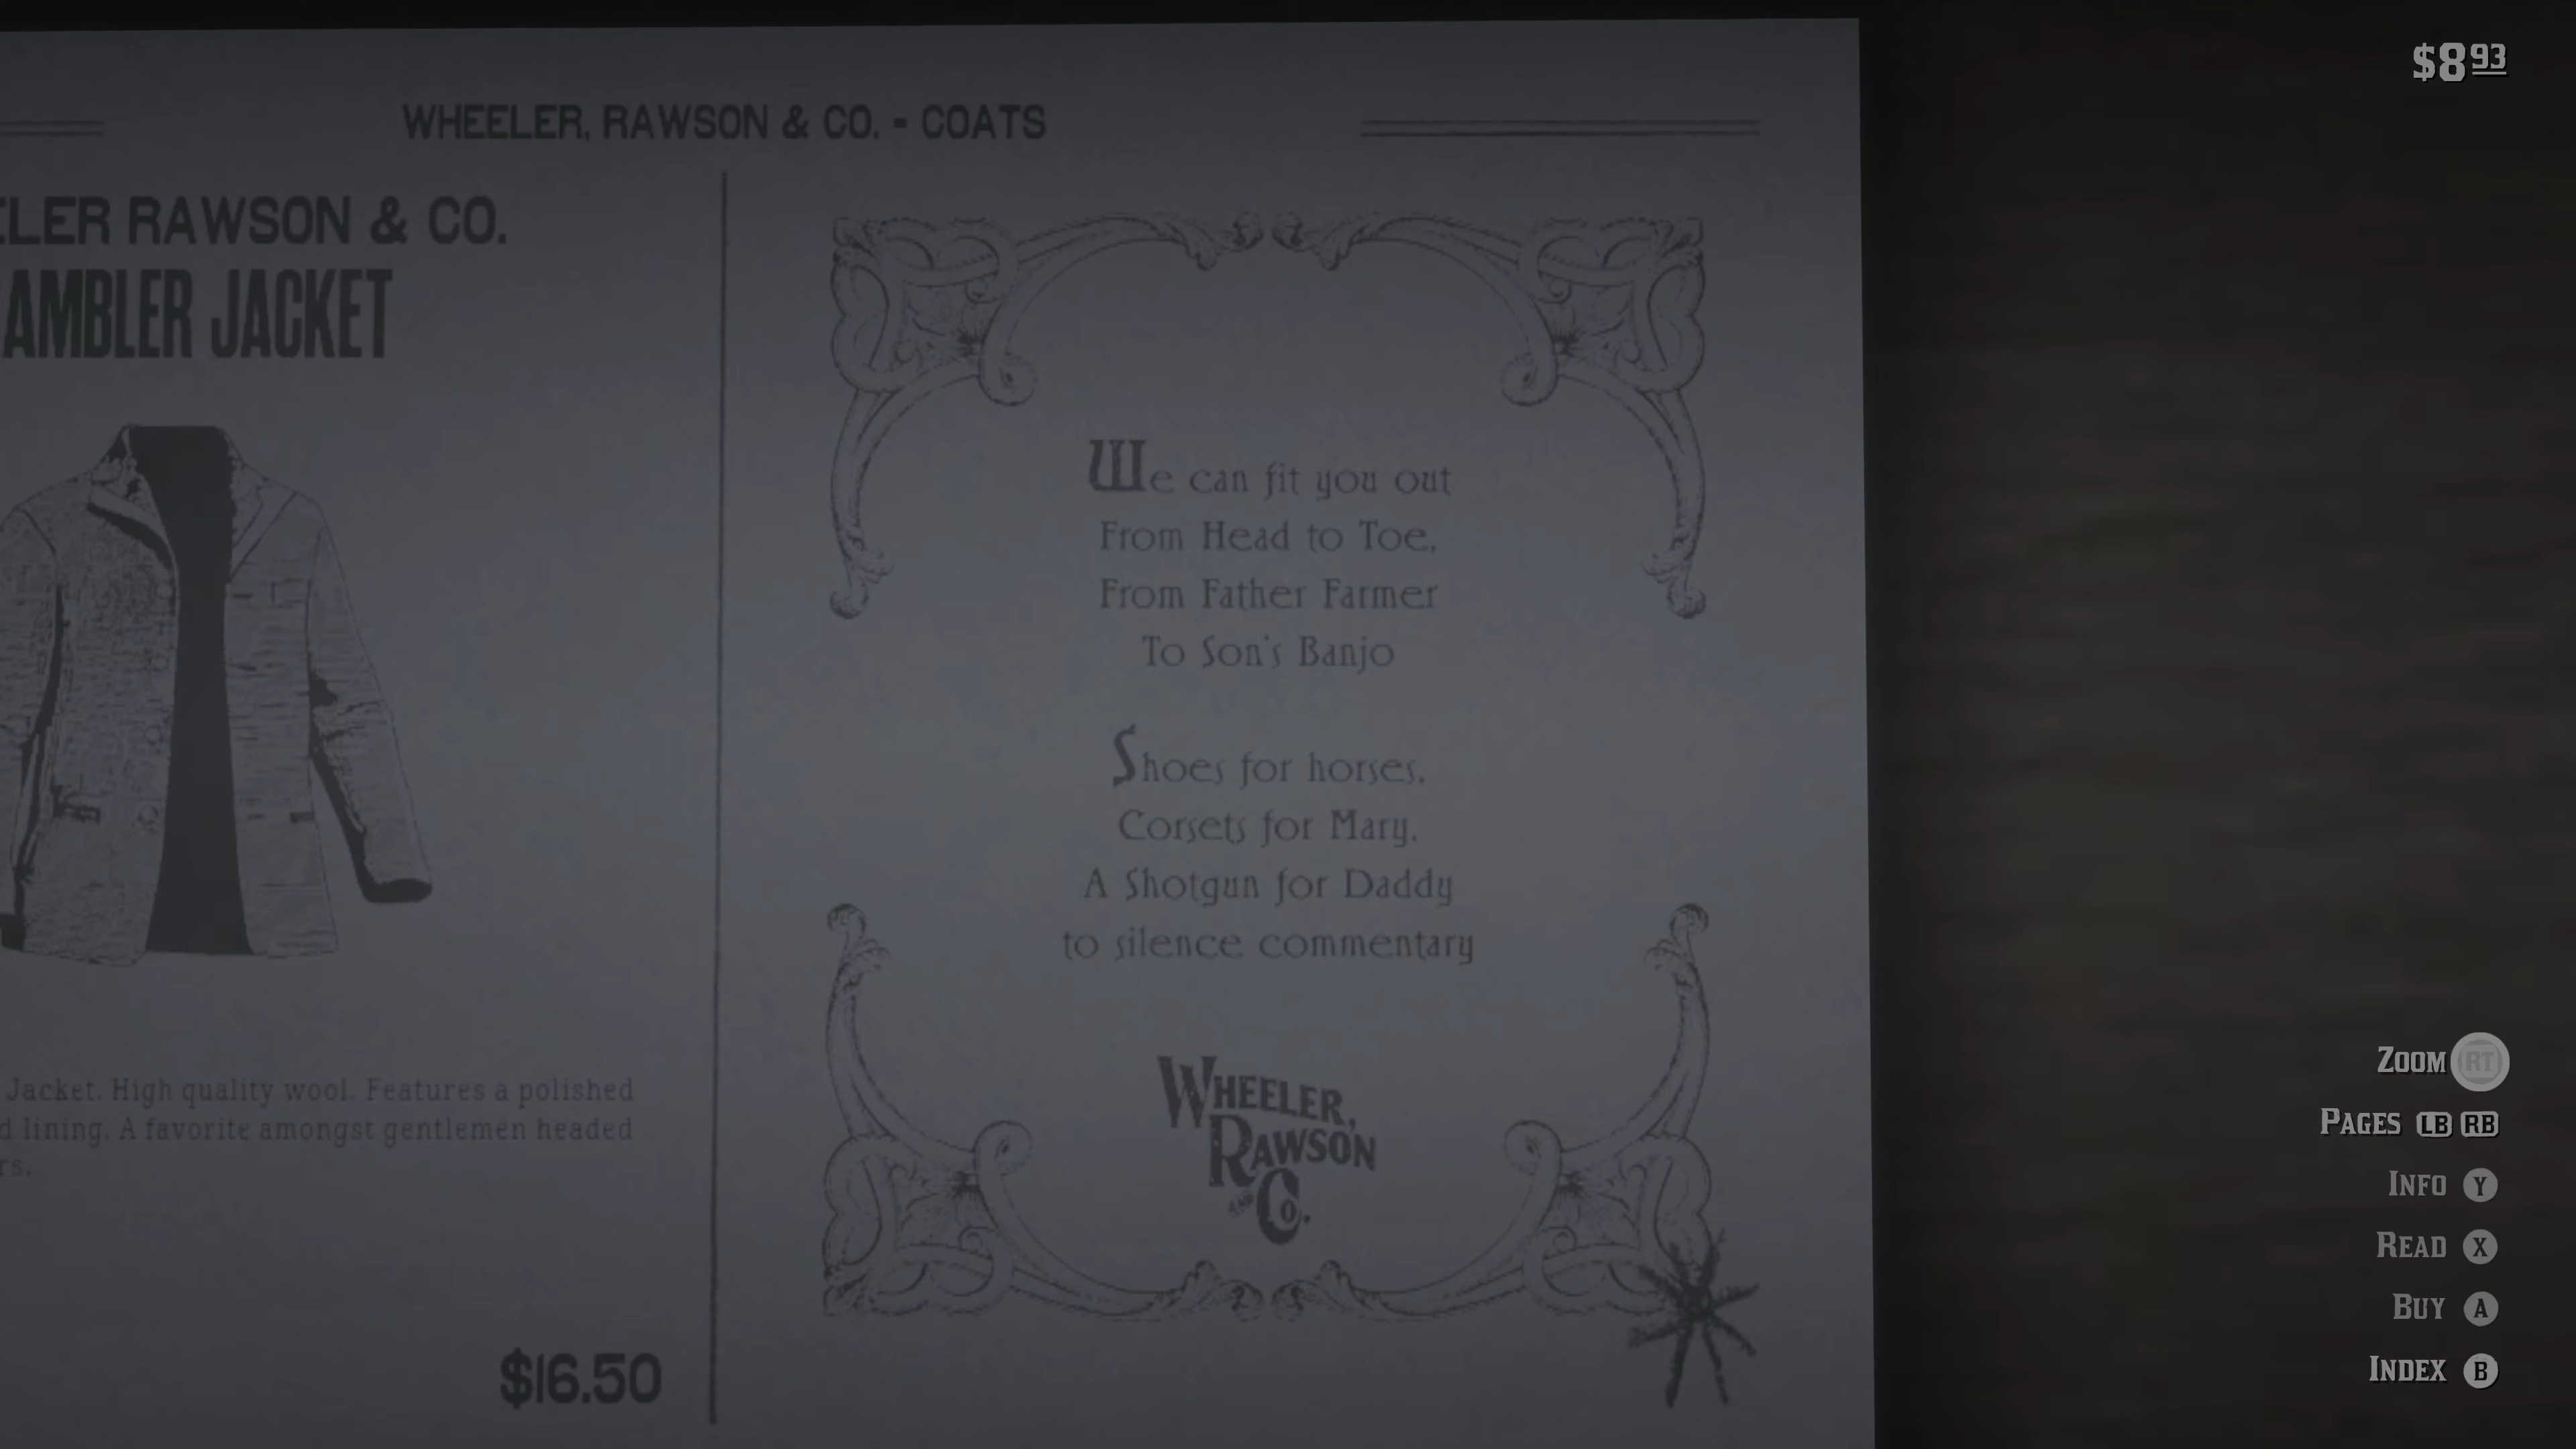 $8 93
WHEELER, RAWSON & CO. - COATS
ELER RAWSON & CO.
AMBLER JACKET
Jacket. High quality wool. Features a polished
d lining. A favorite amongst gentlemen headed
rs.
$16.50
We can fit you out
From Head to Toe,
From Father Farmer
To Son's Banjo
Shoes for horses,
Corsets for Mary,
A Shotgun for Daddy
to silence commentary
WHEELER,
RAWSON
AND Co.
ZOOM RT
PAGES LB RB
INFO Y
READ X
BUY A
INDEX B